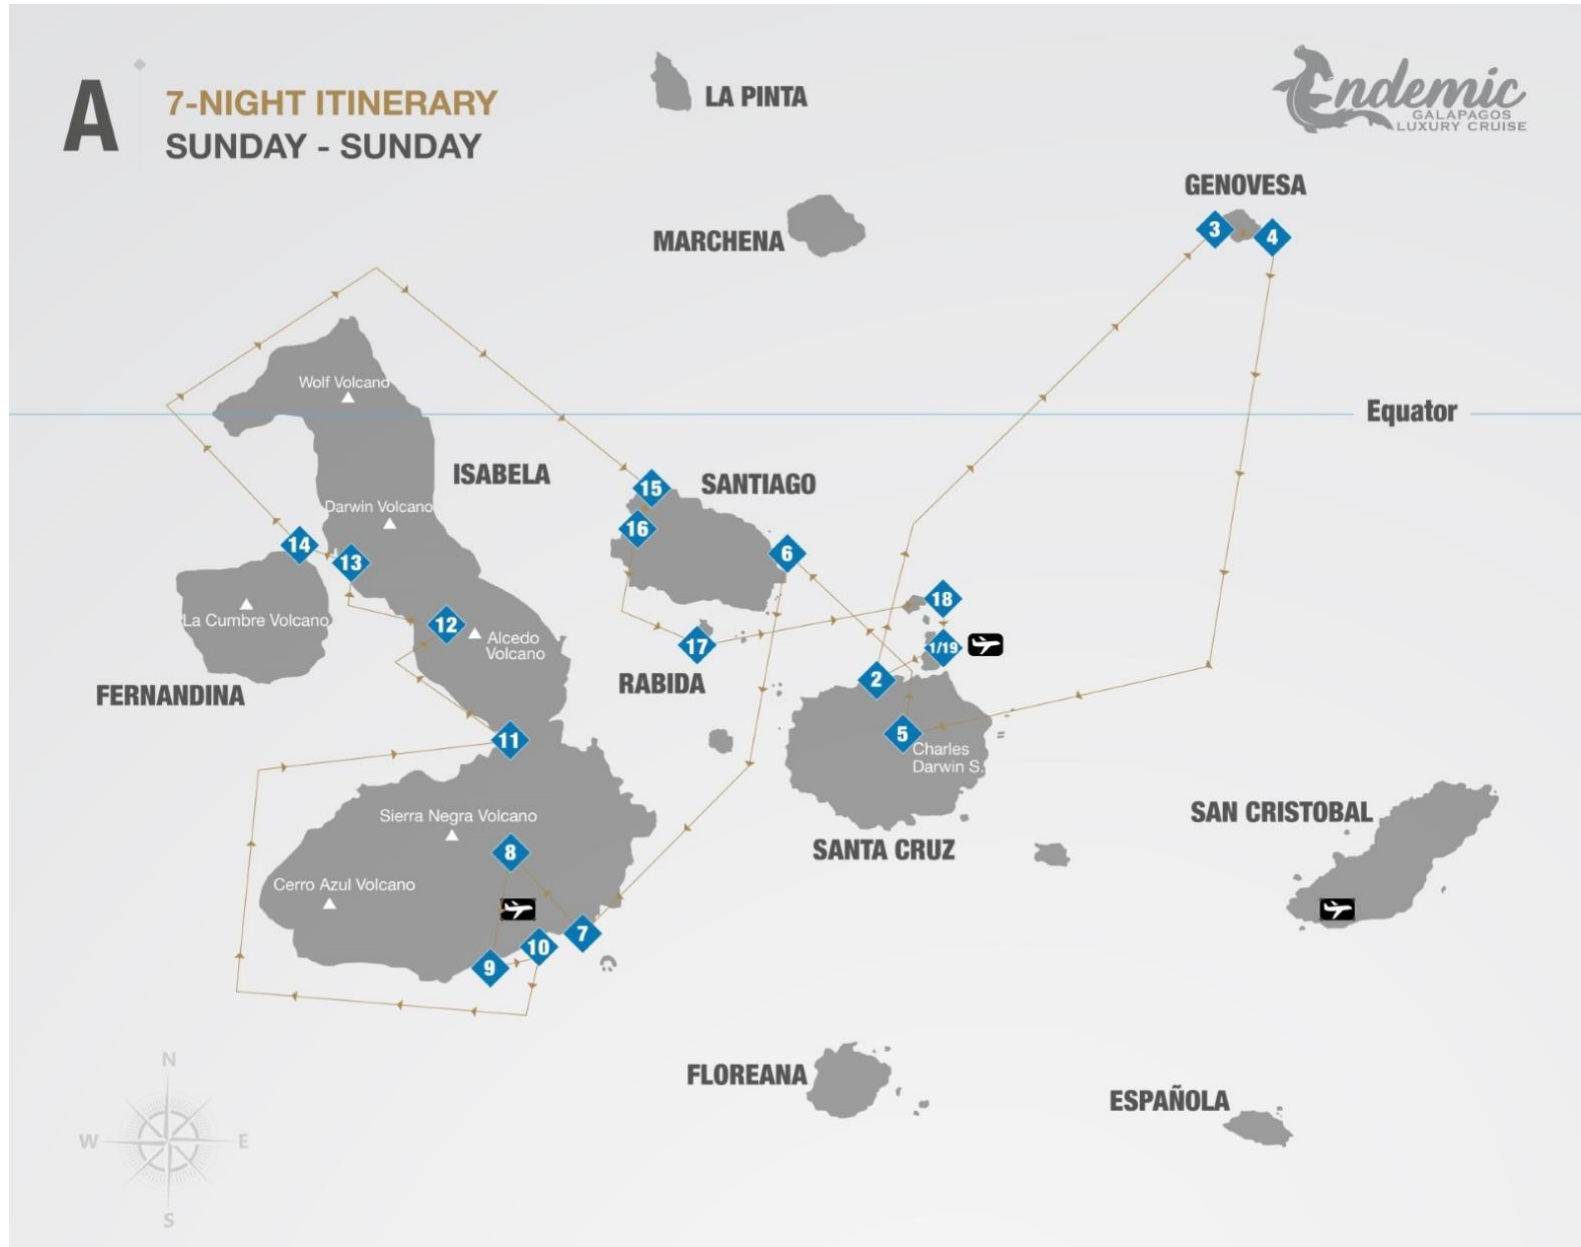 A
7-NIGHT ITINERARY
SUNDAY - SUNDAY
LA PINTA
Endemic
GALAPAGOS
LUXURY CRUISE
GENOVESA
3
4
MARCHENA
Wolf Volcano
Equator
ISABELA
SANTIAGO
15
Darwin Volcano
16
14
13
6
18
La Cumbre Volcano
12
Alcedo
Volcano
17
1/19
FERNANDINA
RABIDA
2
11
5
Charles
Darwin S.
Sierra Negra Volcano
SAN CRISTOBAL
8
SANTA CRUZ
Cerro Azul Volcano
7
10
9
N
W
E
S
FLOREANA
ESPAÑOLA